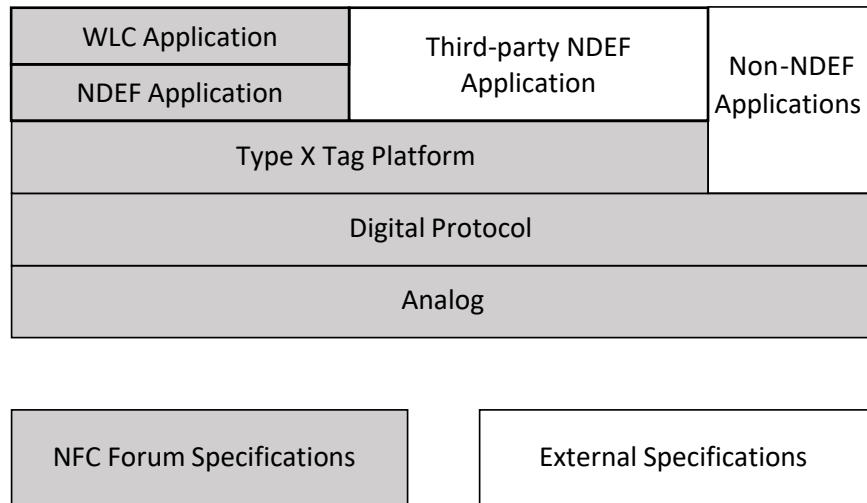 WLC Application
NDEF Application
Third-party NDEF
Application
Non-NDEF
Applications
Type X Tag Platform
Digital Protocol
Analog
NFC Forum Specifications
External Specifications